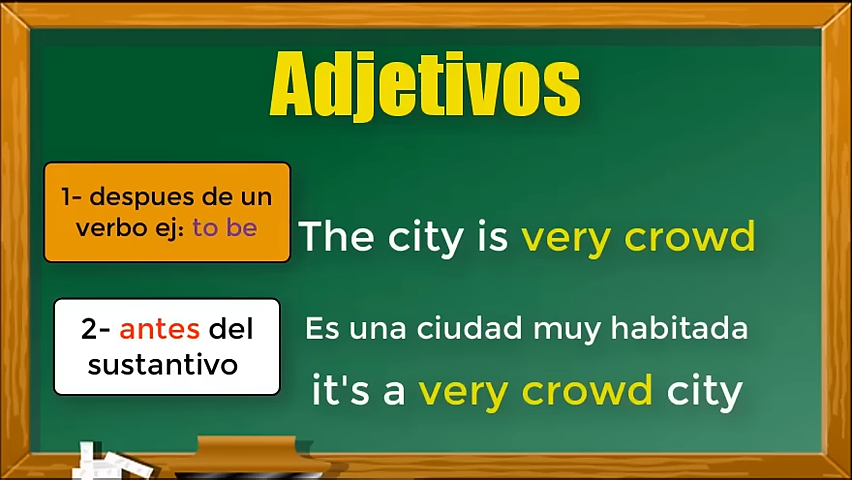 Adjetivos
1- despues de un
verbo ej: to be
The city is very crowd
2- antes del
sustantivo
Es una ciudad muy habitada
it's a very crowd city